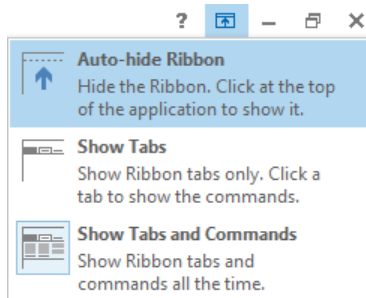 ?
Auto-hide Ribbon
Hide the Ribbon. Click at the top
of the application to show it.
Show Tabs
Show Ribbon tabs only. Click a
tab to show the commands.
Show Tabs and Commands
Show Ribbon tabs and
commands all the time.